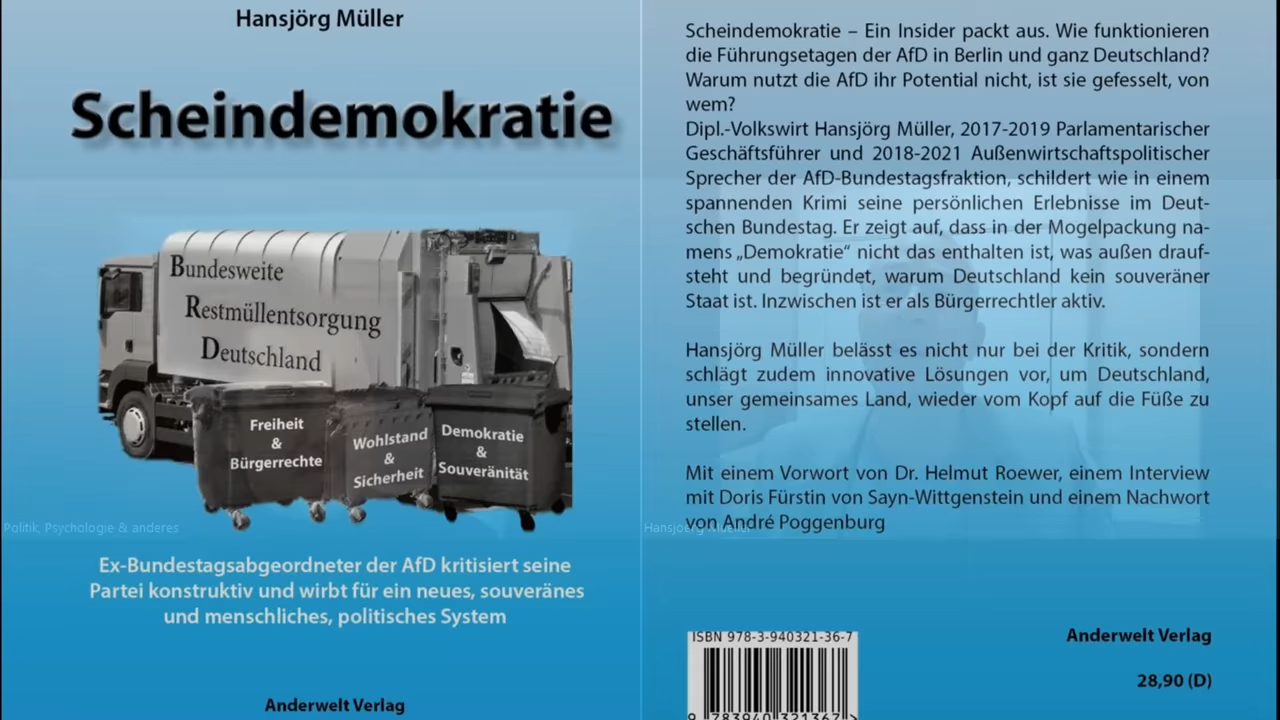 Hansjörg Müller
Scheindemokratie
Bundesweite
Restmüllentsorgung
Deutschland
Freiheit
&
Bürgerrechte
Wohlstand
&
Sicherheit
Demokratie
&
Souveränität
Politik, Psychologie & anderes
Ex-Bundestagsabgeordneter der AfD kritisiert seine
Partei konstruktiv und wirbt für ein neues, souveränes
und menschliches, politisches System
Anderwelt Verlag
Scheindemokratie – Ein Insider packt aus. Wie funktionieren
die Führungsetagen der AfD in Berlin und ganz Deutschland?
Warum nutzt die AfD ihr Potential nicht, ist sie gefesselt, von
wem?
Dipl.-Volkswirt Hansjörg Müller, 2017-2019 Parlamentarischer
Geschäftsführer und 2018-2021 Außenwirtschaftspolitischer
Sprecher der AfD-Bundestagsfraktion, schildert wie in einem
spannenden Krimi seine persönlichen Erlebnisse im Deut-
schen Bundestag. Er zeigt auf, dass in der Mogelpackung na-
mens „Demokratie“ nicht das enthalten ist, was außen drauf-
steht und begründet, warum Deutschland kein souveräner
Staat ist. Inzwischen ist er als Bürgerrechtler aktiv.
Hansjörg Müller belässt es nicht nur bei der Kritik, sondern
schlägt zudem innovative Lösungen vor, um Deutschland,
unser gemeinsames Land, wieder vom Kopf auf die Füße zu
stellen.
Mit einem Vorwort von Dr. Helmut Roewer, einem Interview
mit Doris Fürstin von Sayn-Wittgenstein und einem Nachwort
von André Poggenburg
Hansjoerg Mueller
ISBN 978-3-940321-36-7
9 783940 321367 >
Anderwelt Verlag
28,90 (D)